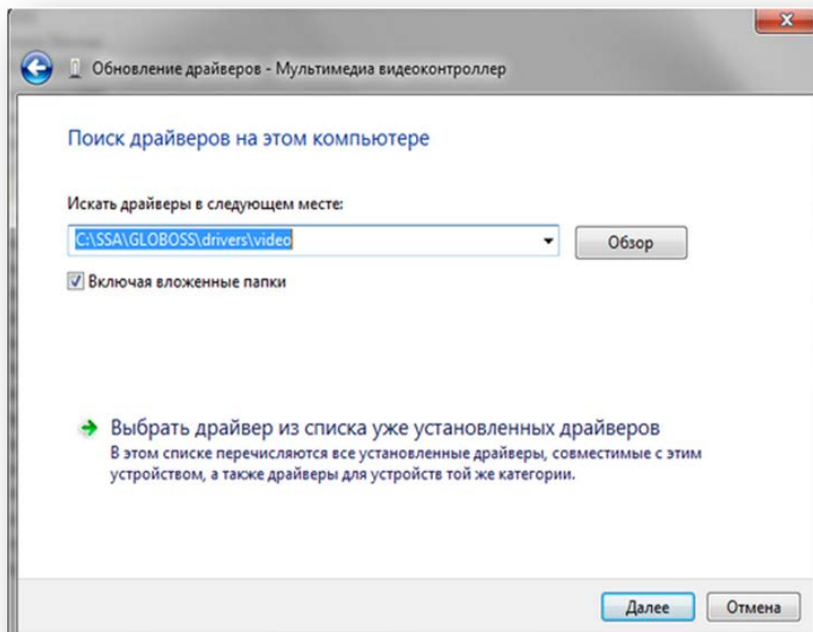 Обновление драйверов - Мультимедиа видеоконтроллер
Поиск драйверов на этом компьютере
Искать драйверы в следующем месте:
C:\SSA\GLOBOSS\drivers\video
Обзор
Включая вложенные папки
Выбрать драйвер из списка уже установленных драйверов
В этом списке перечисляются все установленные драйверы, совместимые с этим
устройством, а также драйверы для устройств той же категории.
Далее
Отмена